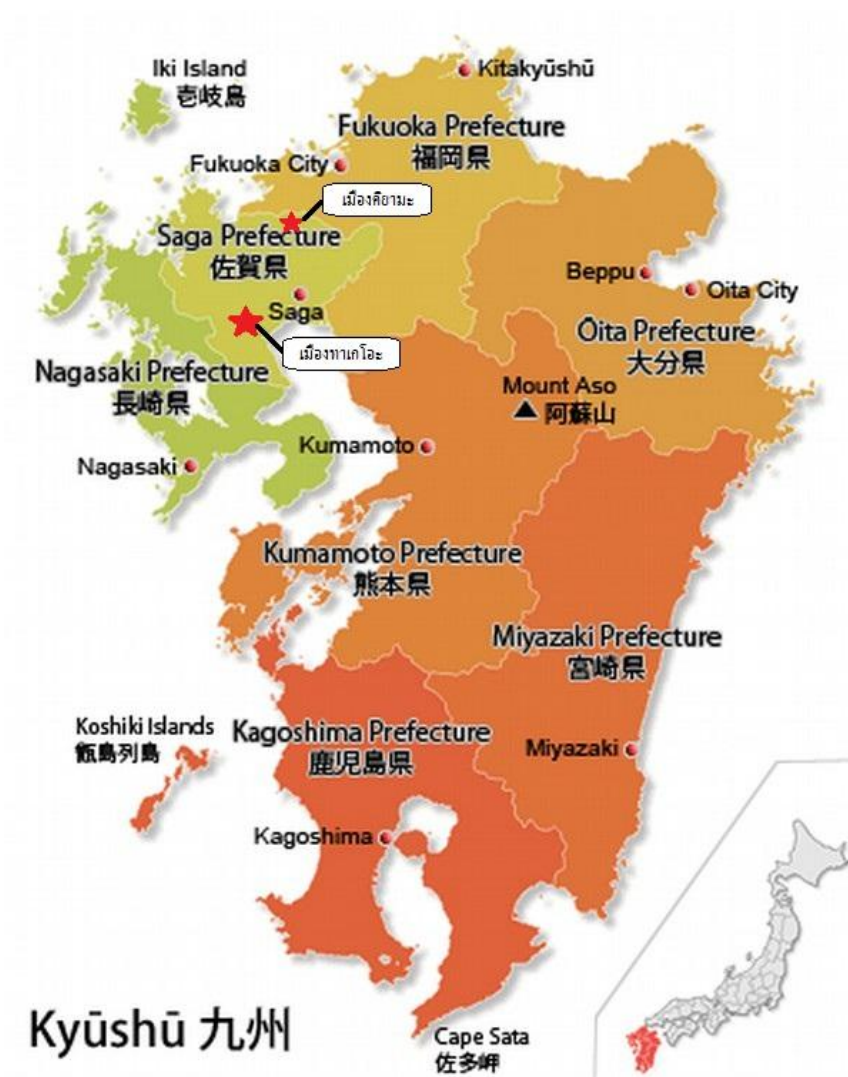 Iki Island
壱岐島
Kitakyūshū
Fukuoka Prefecture
福岡県
Fukuoka City
เมืองคิยามะ
Saga Prefecture
佐賀県
Saga
Beppu
Oita City
Ōita Prefecture
大分県
เมืองทาเกโอะ
Nagasaki Prefecture
長崎県
Mount Aso
阿蘇山
Kumamoto
Nagasaki
Kumamoto Prefecture
熊本県
Miyazaki Prefecture
宮崎県
Koshiki Islands
甑島列島
Kagoshima Prefecture
鹿児島県
Miyazaki
Kagoshima
Kyūshū 九州
Cape Sata
佐多岬